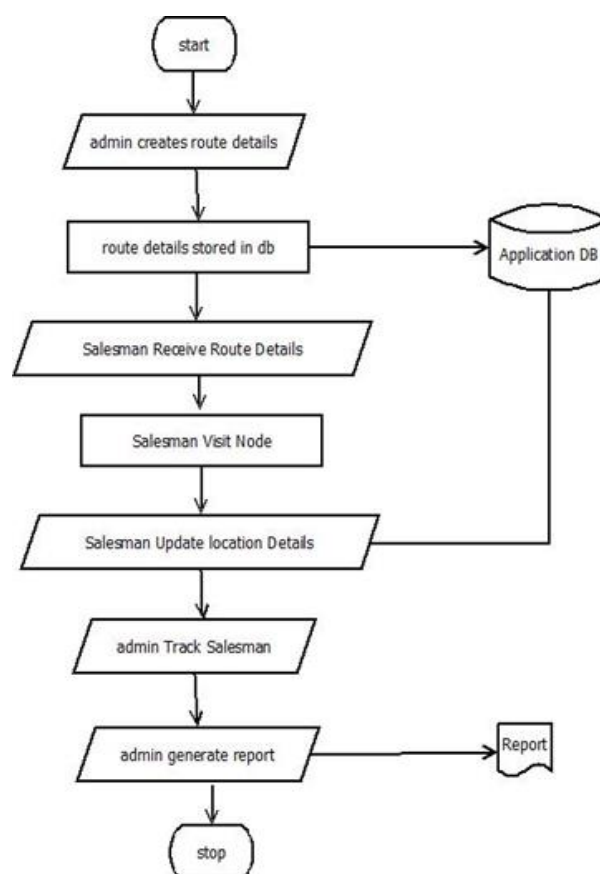 start
admin creates route details
route details stored in db
Application DB
Salesman Receive Route Details
Salesman Visit Node
Salesman Update location Details
admin Track Salesman
admin generate report
Report
stop